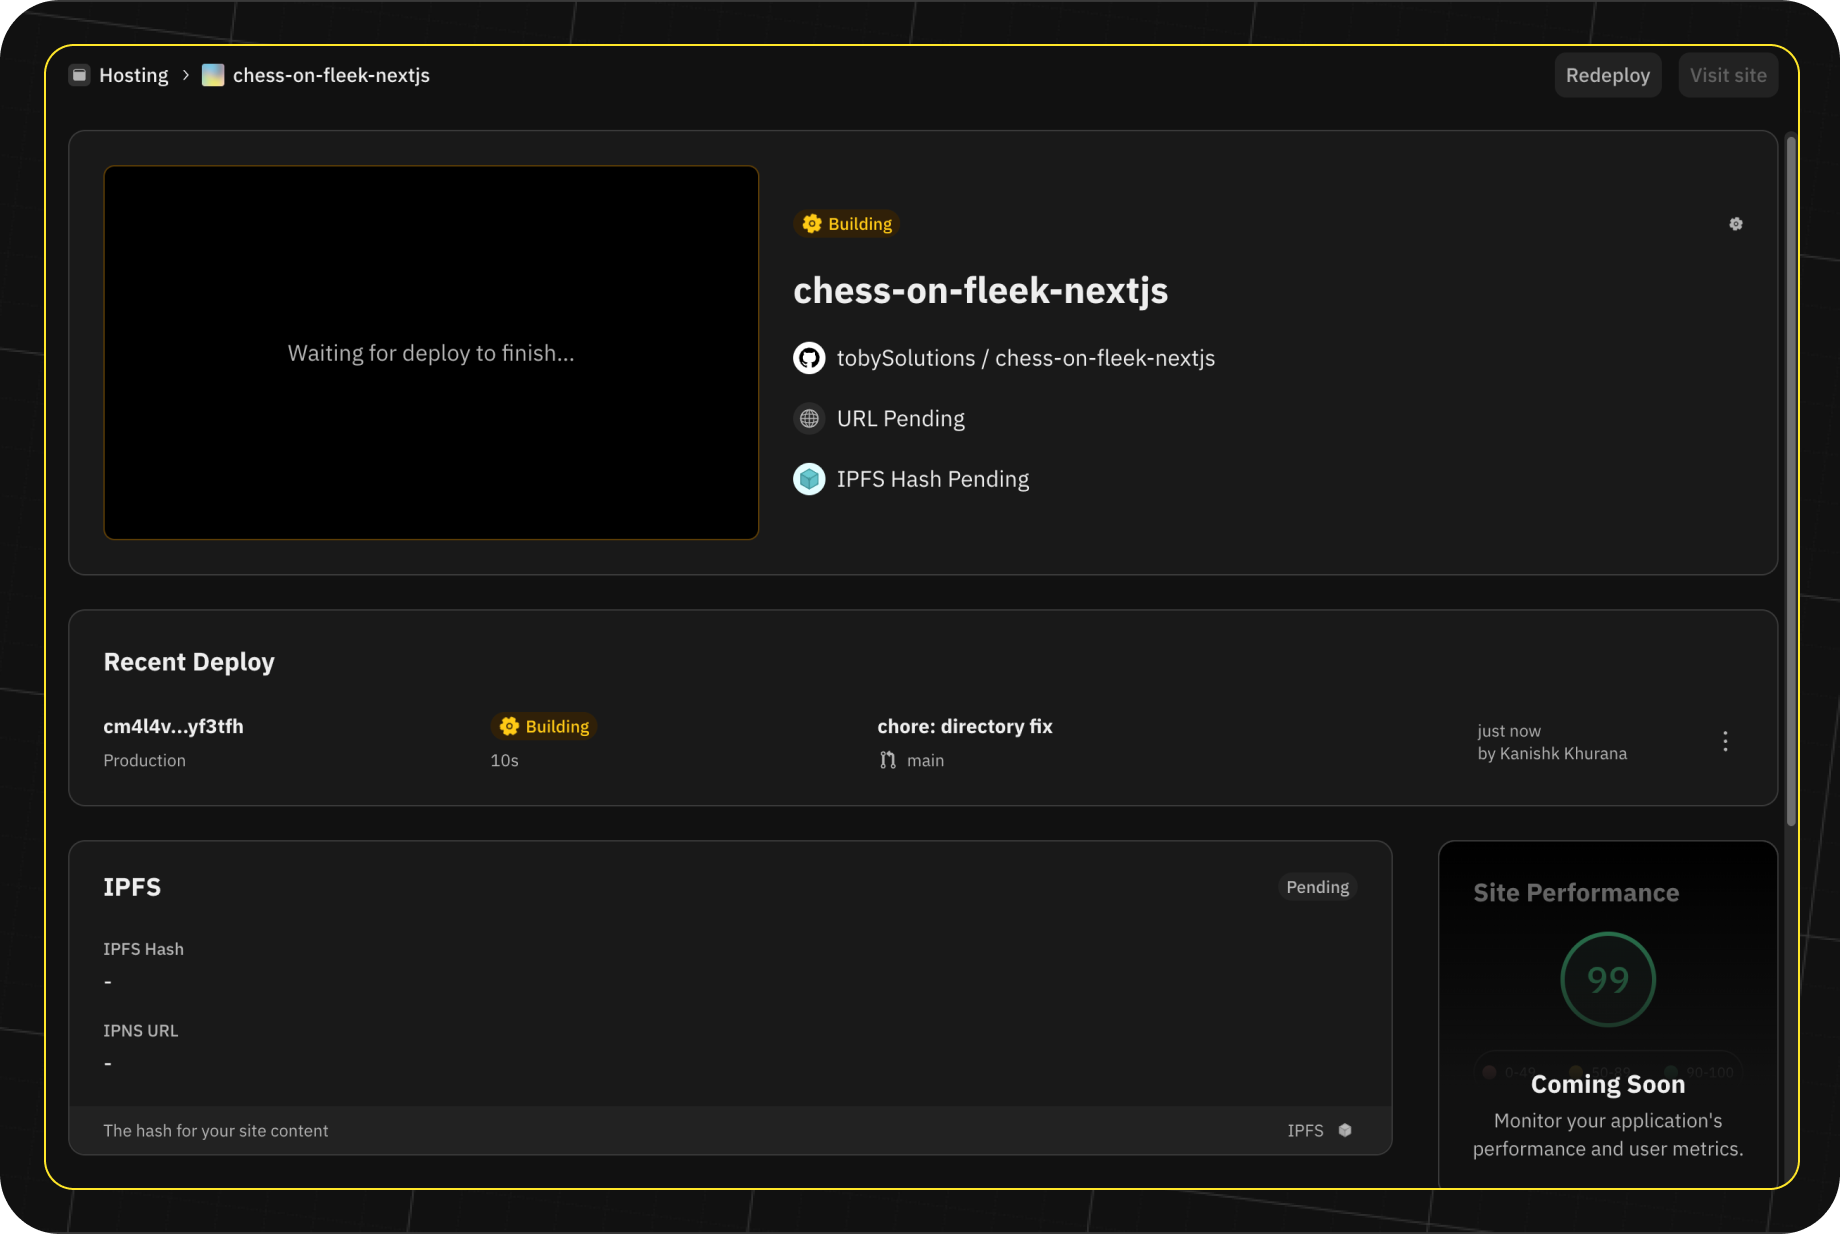 Hosting > chess-on-fleek-nextjs
Redeploy
Visit site
Waiting for deploy to finish...
Building
chess-on-fleek-nextjs
tobySolutions / chess-on-fleek-nextjs
URL Pending
IPFS Hash Pending
Recent Deploy
cm4l4v...yf3tfh
Production
Building
10s
chore: directory fix
main
just now
by Kanishk Khurana
IPFS
Pending
IPFS Hash
-
IPNS URL
-
The hash for your site content
IPFS
Site Performance
99
0-49
50-89
90-100
Coming Soon
Monitor your application's
performance and user metrics.